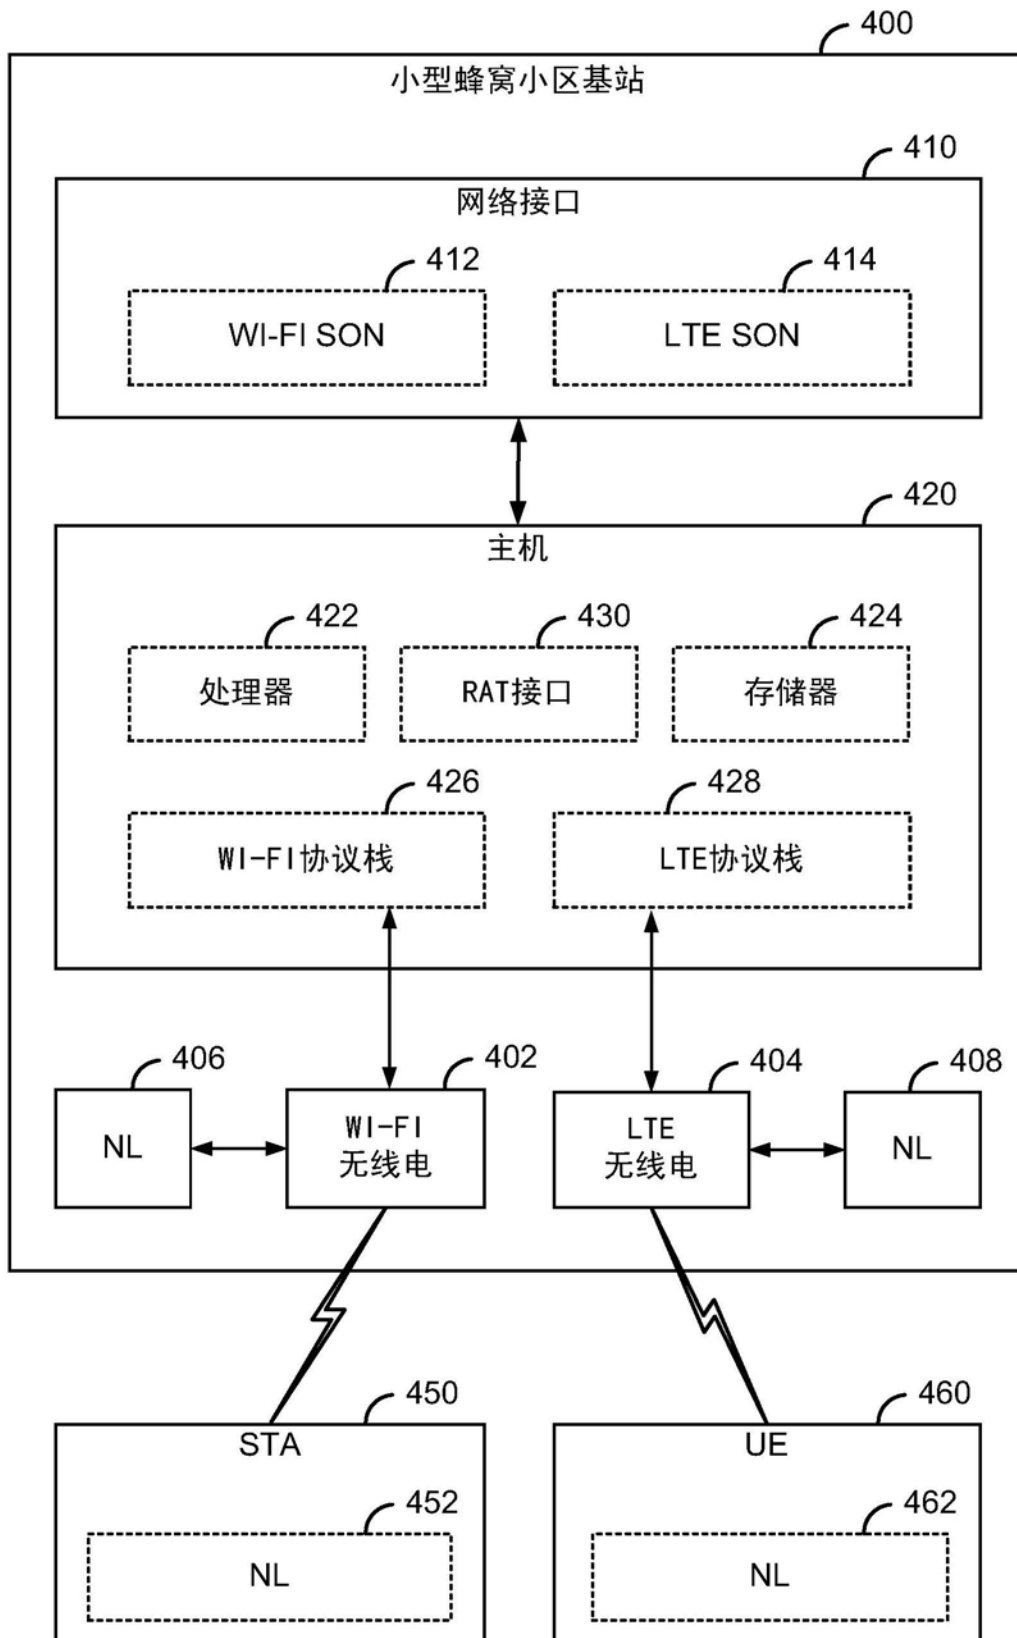 400
小型蜂窝小区基站
410
网络接口
412
414
WI-FI SON
LTE SON
420
主机
422
430
424
处理器
RAT接口
存储器
426
428
WI-FI协议栈
LTE协议栈
406
402
404
408
NL
WI-FI
无线电
LTE
无线电
NL
450
460
STA
UE
452
462
NL
NL